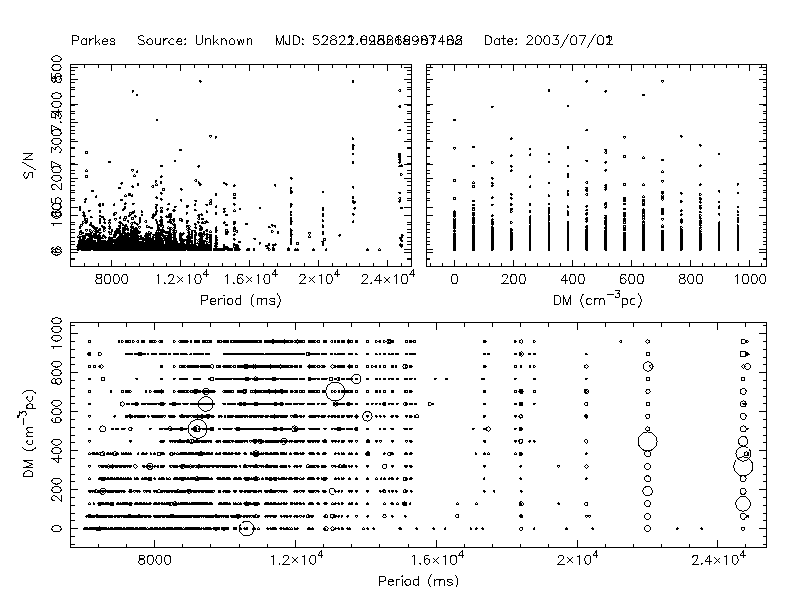 Parkes Source: Unknown MJD: Date: 2003/07/
S/N
8000 1.2×10⁴ 1.6×10⁴ 2×10⁴ 2.4×10⁴
Period (ms)
0 200 400 600 800 1000
DM (cm⁻³pc)
1000
800
600
400
200
0
DM (cm⁻³pc)
8000 1.2×10⁴ 1.6×10⁴ 2×10⁴ 2.4×10⁴
Period (ms)